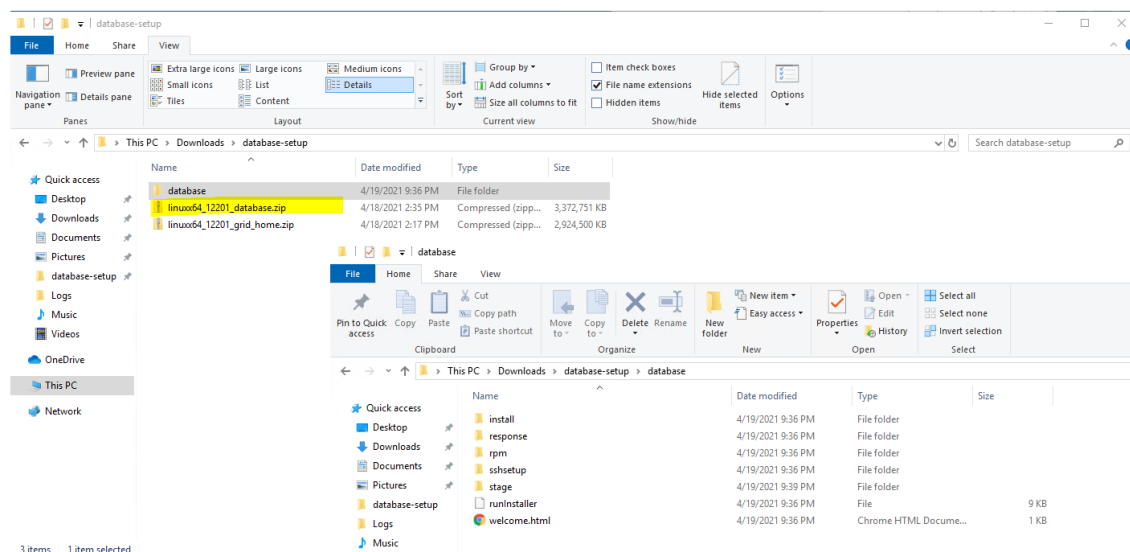 database-setup
File Home Share View
Navigation pane
Preview pane
Details pane
Panes
Extra large icons Large icons Medium icons
Small icons List Details
Tiles Content
Layout
Sort by
Group by
Add columns
Size all columns to fit
Current view
Item check boxes
File name extensions
Hidden items
Hide selected items
Show/hide
Options
This PC > Downloads > database-setup
Search database-setup
Quick access
Desktop
Downloads
Documents
Pictures
database-setup
Logs
Music
Videos
OneDrive
This PC
Network
Name Date modified Type Size
database 4/19/2021 9:36 PM File folder
linuxx64_12201_database.zip 4/18/2021 2:35 PM Compressed (zipp... 3,372,751 KB
linuxx64_12201_grid_home.zip 4/18/2021 2:17 PM Compressed (zipp... 2,924,500 KB
3 items 1 item selected
database
File Home Share View
Pin to Quick access
Copy
Paste
Cut
Copy path
Paste shortcut
Clipboard
Move to
Copy to
Delete
Rename
Organize
New folder
New item
Easy access
New
Properties
Open
Edit
History
Open
Select all
Select none
Invert selection
Select
This PC > Downloads > database-setup > database
Quick access
Desktop
Downloads
Documents
Pictures
database-setup
Logs
Music
Name Date modified Type Size
install 4/19/2021 9:36 PM File folder
response 4/19/2021 9:36 PM File folder
rpm 4/19/2021 9:36 PM File folder
sshsetup 4/19/2021 9:36 PM File folder
stage 4/19/2021 9:39 PM File folder
runInstaller 4/19/2021 9:36 PM File 9 KB
welcome.html 4/19/2021 9:36 PM Chrome HTML Docume... 1 KB